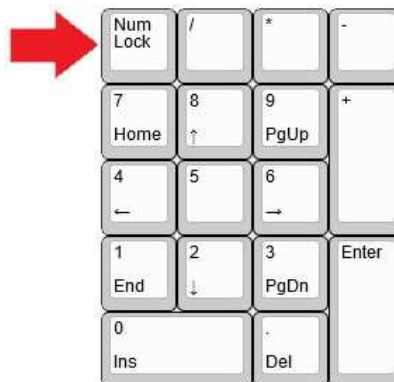 Num Lock / * -
7 Home 8 ↑ 9 PgUp +
4 ← 5 6 →
1 End 2 ↓ 3 PgDn Enter
0 Ins . Del